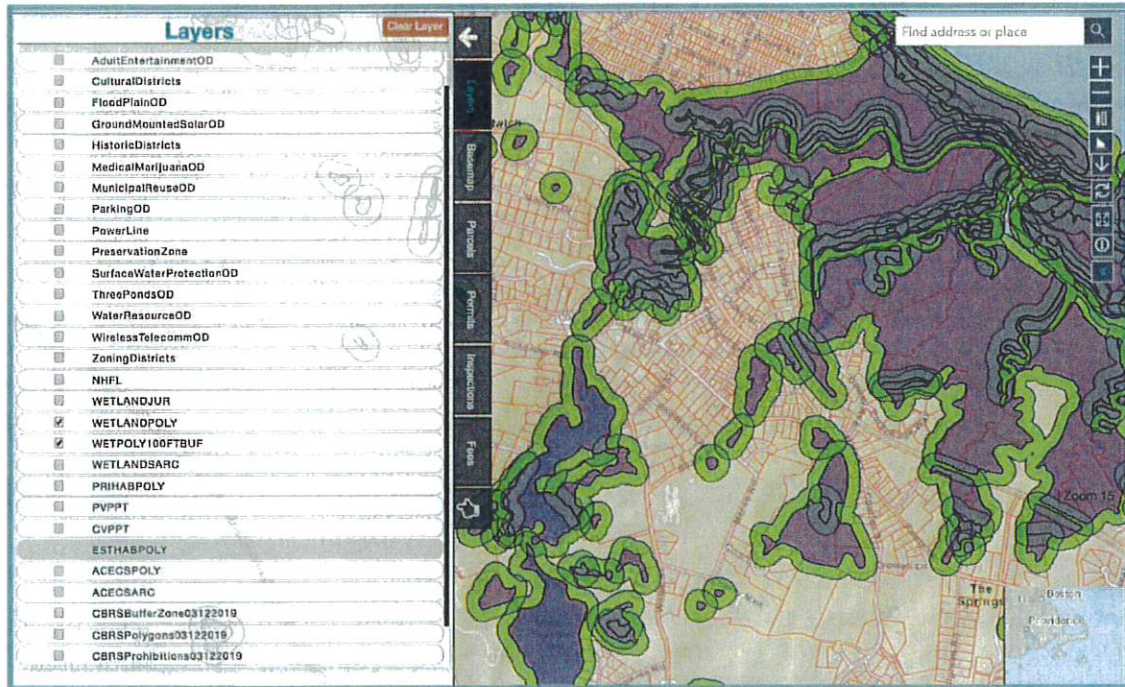 Layers
Clear Layer
AdultEntertainmentOD
CulturalDistricts
FloodPlainOD
GroundMountedSolarOD
HistoricDistricts
MedicalMarijuanaOD
MunicipalReuseOD
ParkingOD
PowerLine
PreservationZone
SurfaceWaterProtectionOD
ThreePondsOD
WaterResourceOD
WirelessTelecommOD
ZoningDistricts
NHFL
WETLANDJUR
WETLANDPOLY
WETPOLY100FTBUF
WETLANDSARC
PRIHABPOLY
PVPPT
CVPPT
ESTHABPOLY
ACECSPOLY
ACECSARC
CBRSBufferZone03122019
CBRSPolygons03122019
CBRSProhibitions03122019
Layers
Basemap
Parcels
Permits
Inspections
Fees
Find address or place
Zoom 15
The
Springs
Boston
Providence